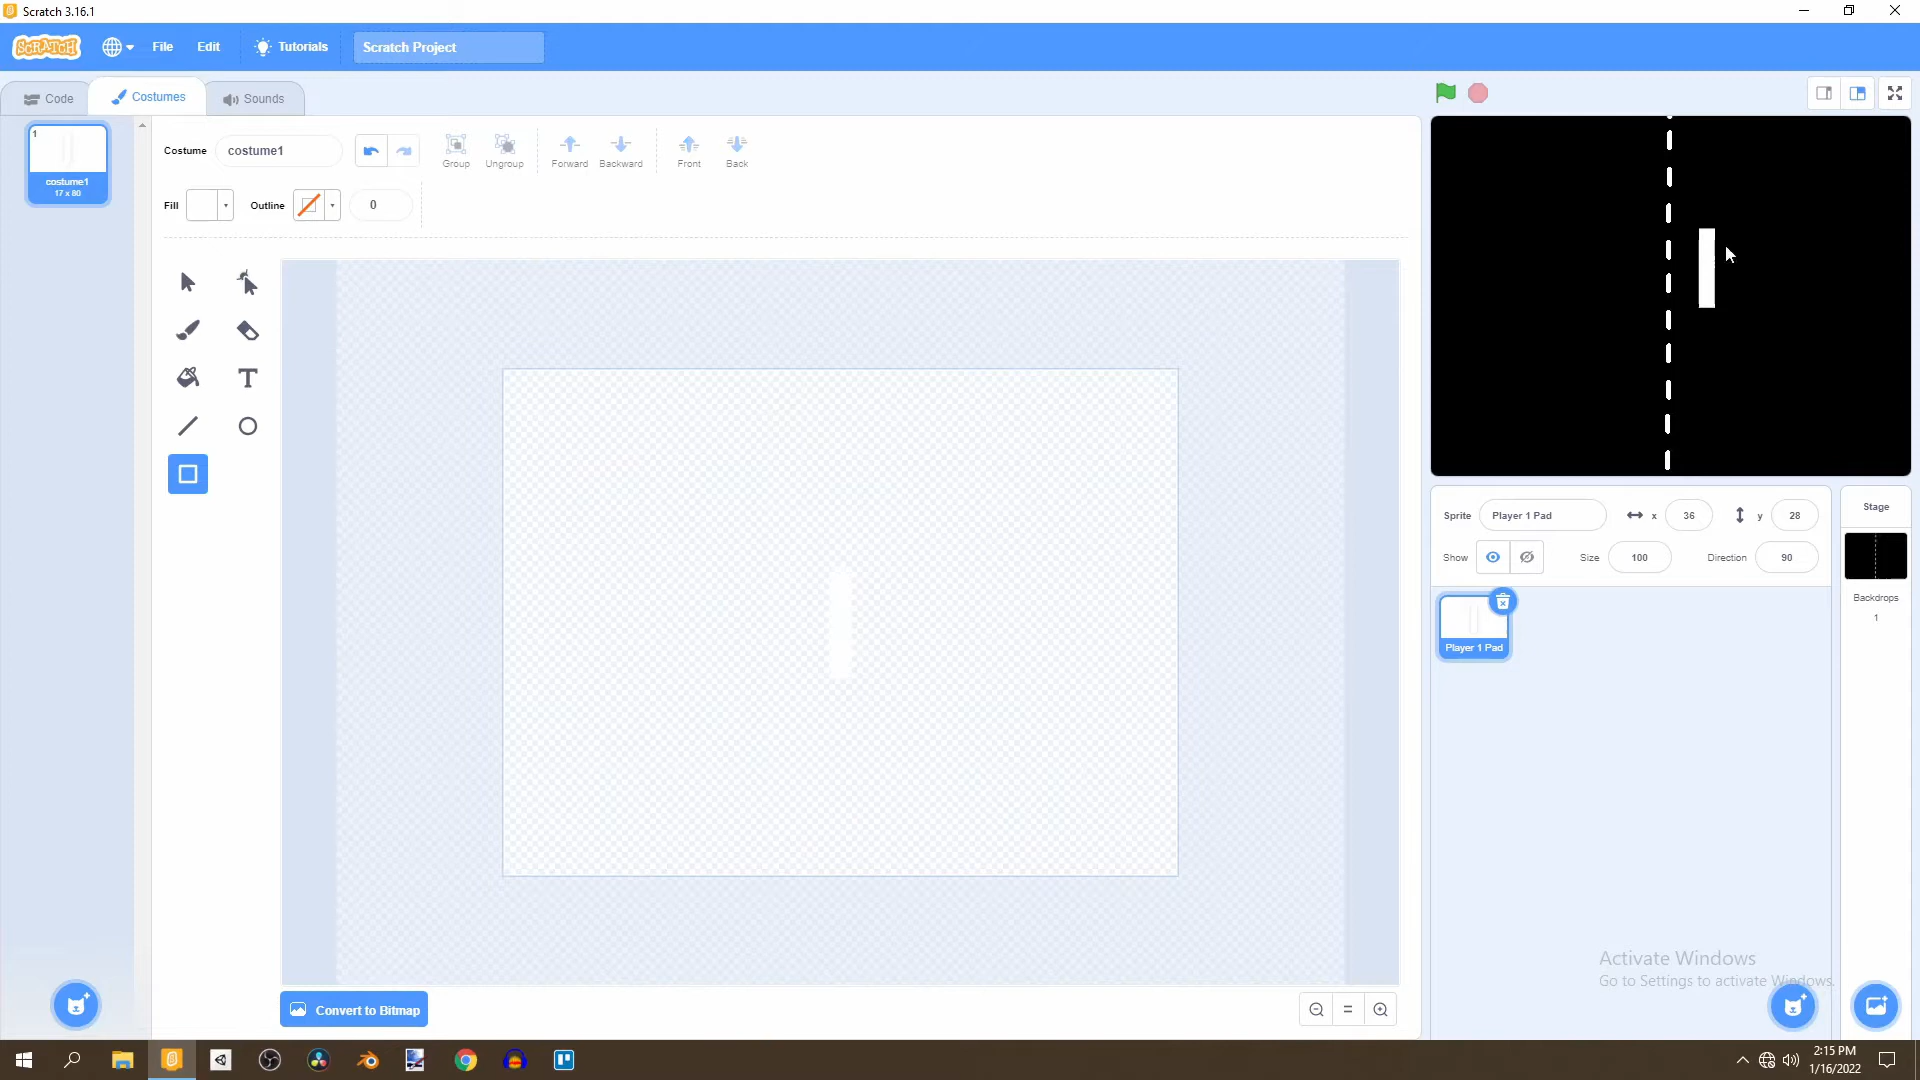 Scratch 3.16.1
SCRATCH
File
Edit
Tutorials
Scratch Project
Code
Costumes
Sounds
1
costume1
17 x 80
Costume
costume1
Group
Ungroup
Forward
Backward
Front
Back
Fill
Outline
0
T
Convert to Bitmap
Sprite
Player 1 Pad
x
36
y
28
Show
Size
100
Direction
90
Player 1 Pad
Stage
Backdrops
1
Activate Windows
Go to Settings to activate Windows.
2:15 PM
1/16/2022